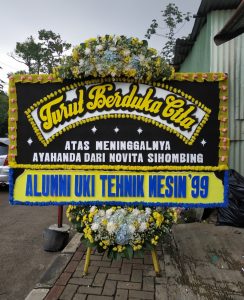 Turut Berduka Cita
ATAS MENINGGALNYA
AYAHANDA DARI NOVITA SIHOMBING
ALUMNI UKI TEHNIK MESIN '99